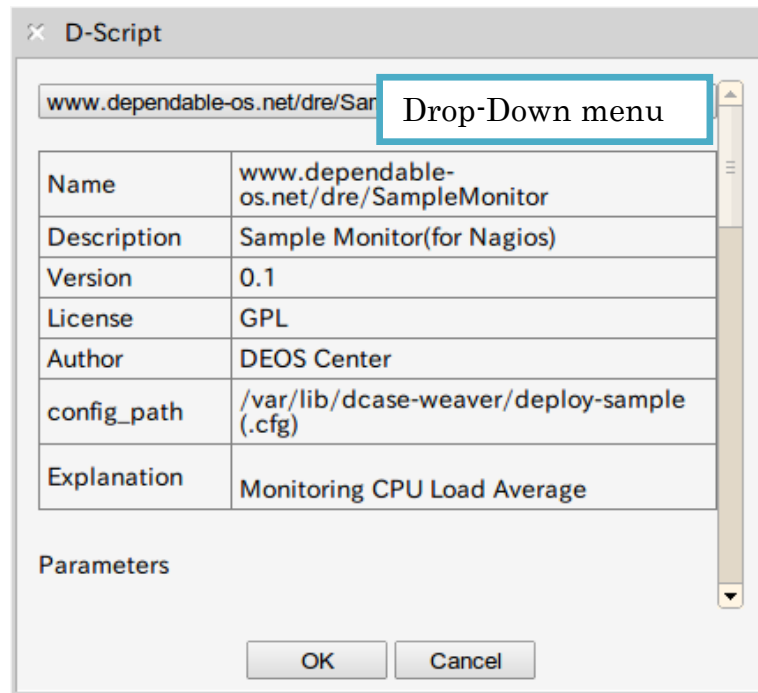 D-Script
www.dependable-os.net/dre/Sar
Drop-Down menu
Name
www.dependable-
os.net/dre/SampleMonitor
Description
Sample Monitor(for Nagios)
Version
0.1
License
GPL
Author
DEOS Center
config_path
/var/lib/dcase-weaver/deploy-sample
(.cfg)
Explanation
Monitoring CPU Load Average
Parameters
OK
Cancel